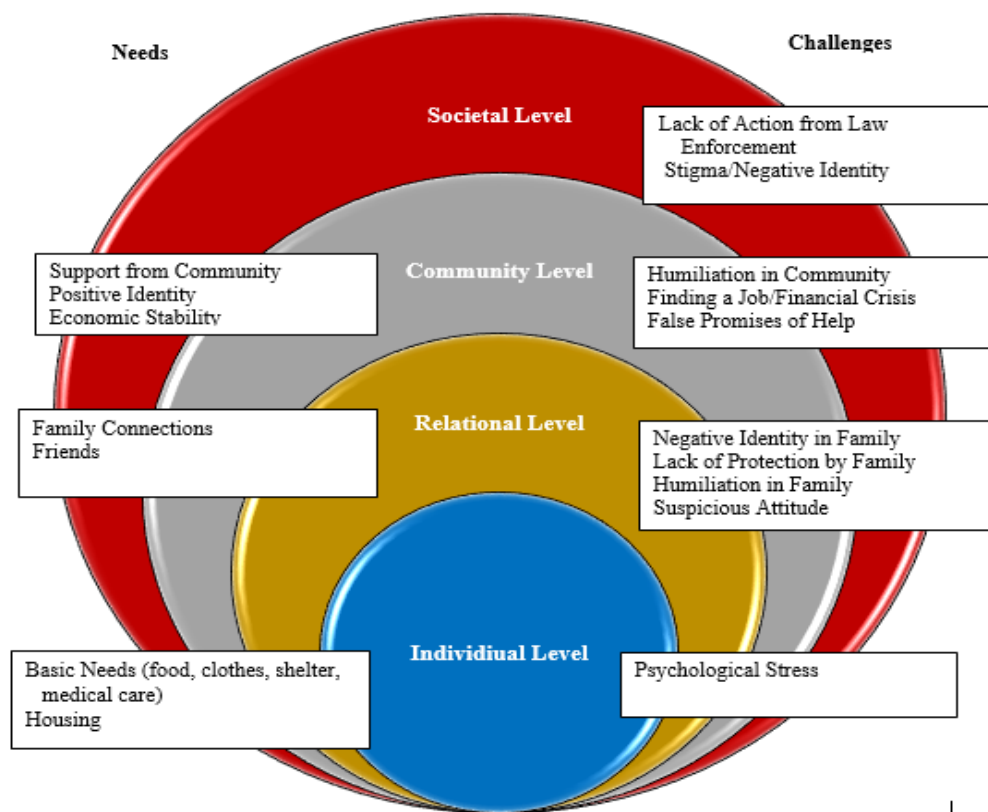 Needs
Challenges
Societal Level
Lack of Action from Law
Enforcement
Stigma/Negative Identity
Support from Community
Positive Identity
Economic Stability
Community Level
Humiliation in Community
Finding a Job/Financial Crisis
False Promises of Help
Family Connections
Friends
Relational Level
Negative Identity in Family
Lack of Protection by Family
Humiliation in Family
Suspicious Attitude
Basic Needs (food, clothes, shelter,
medical care)
Housing
Individiual Level
Psychological Stress